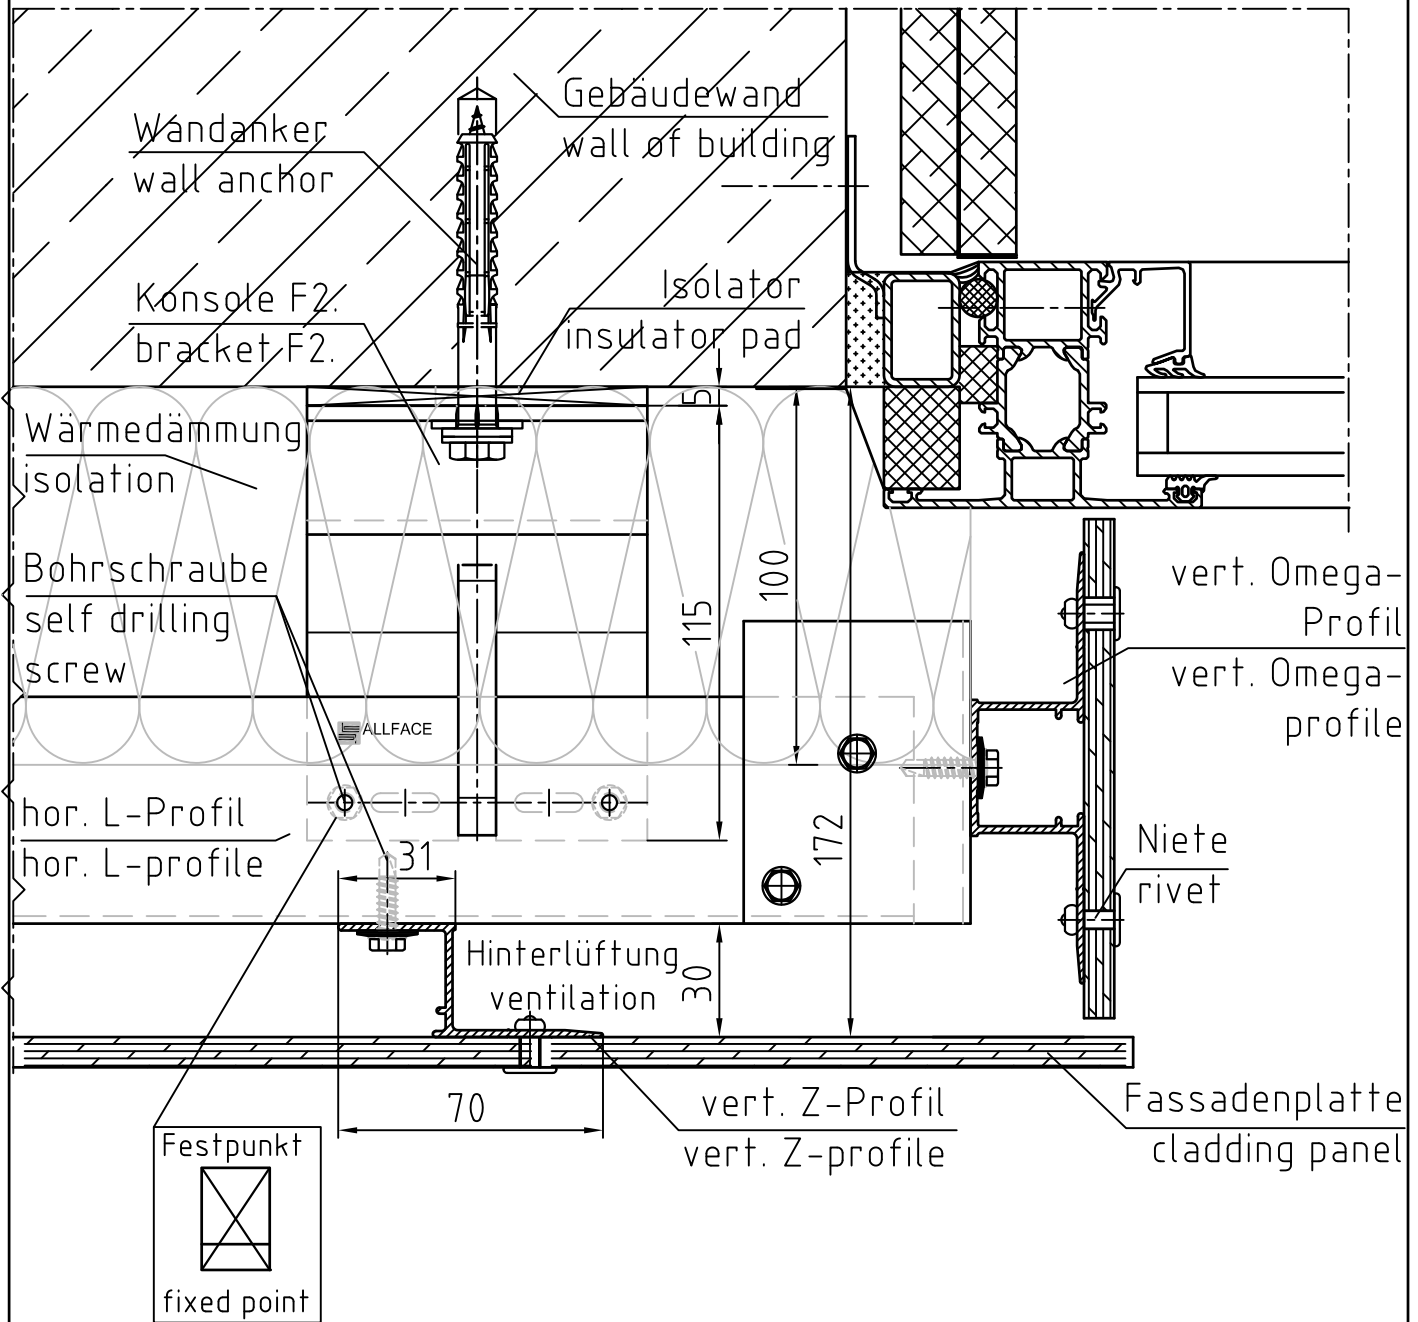 Gebäudewand
wall of building
Wandanker
wall anchor
Konsole F2.
bracket F2.
Isolator
insulator pad
Wärmedämmung
isolation
5
Bohrschraube
self drilling
screw
100
115
vert. Omega-
Profil
vert. Omega-
profile
ALLFACE
hor. L-Profil
hor. L-profile
31
172
Niete
rivet
Hinterlüftung
ventilation
30
70
vert. Z-Profil
vert. Z-profile
Fassadenplatte
cladding panel
Festpunkt
fixed point